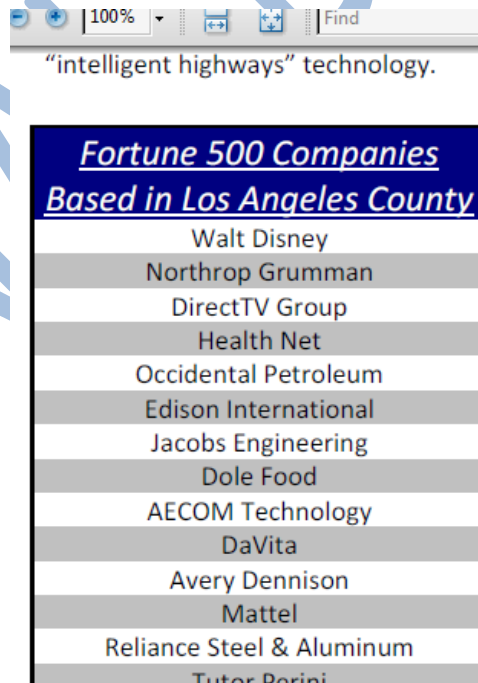 100%
Find
“intelligent highways” technology.
Fortune 500 Companies
Based in Los Angeles County
Walt Disney
Northrop Grumman
DirectTV Group
Health Net
Occidental Petroleum
Edison International
Jacobs Engineering
Dole Food
AECOM Technology
DaVita
Avery Dennison
Mattel
Reliance Steel & Aluminum
Tutor Perini